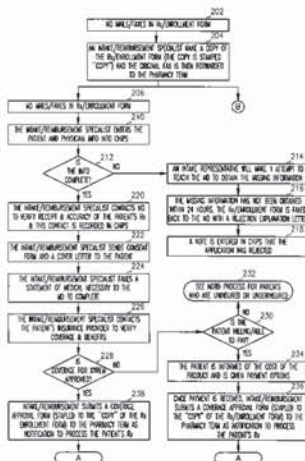 202
MD MAILS/FAXES IN Rx/ENROLLMENT FORM
204
AN INTAKE/REIMBURSEMENT SPECIALIST MAKE A COPY OF
THE Rx/ENROLLMENT FORM (THE COPY IS STAMPED
"COPY") AND THE ORIGINAL FAX IS THEN FORWARDED
TO THE PHARMACY TEAM
206
MD MAILS/FAXES IN Rx/ENROLLMENT FORM
B
210
THE INTAKE/REIMBURSEMENT SPECIALIST ENTERS THE
PATIENT AND PHYSICIAN INFO INTO CHIPS
212
IS
THE INFO
COMPLETE?
NO
YES
214
AN INTAKE REPRESENTATIVE WILL MAKE 1 ATTEMPT TO
REACH THE MD TO OBTAIN THE MISSING INFORMATION
216
THE MISSING INFORMATION HAS NOT BEEN OBTAINED
WITHIN 24 HOURS, THE Rx/ENROLLMENT FORM IS FAXED
BACK TO THE MD WITH A REJECTION EXPLANATION LETTER
218
A NOTE IS ENTERED IN CHIPS THAT THE
APPLICATION WAS REJECTED
220
THE INTAKE/REIMBURSEMENT SPECIALIST CONTACTS MD
TO VERIFY RECEIPT & ACCURACY OF THE PATIENT'S Rx
& THIS CONTACT IS RECORDED IN CHIPS
222
THE INTAKE/REIMBURSEMENT SPECIALIST SENDS CONSENT
FORM AND A COVER LETTER TO THE PATIENT
224
THE INTAKE/REIMBURSEMENT SPECIALIST FAXES A
STATEMENT OF MEDICAL NECESSARY TO THE
MD TO COMPLETE
226
THE INTAKE/REIMBURSEMENT SPECIALIST CONTACTS
THE PATIENT'S INSURANCE PROVIDER TO VERIFY
COVERAGE & BENEFITS
228
IS
COVERAGE FOR XYREM
APPROVED?
NO
YES
232
SEE NORD PROCESS FOR PATIENTS
WHO ARE UNINSURED OR UNDERINSURED
230
IS THE
PATIENT WILLING/ABLE
TO PAY?
NO
YES
234
THE PATIENT IS INFORMED OF THE COST OF THE
PRODUCT AND IS GIVEN PAYMENT OPTIONS
236
ONCE PAYMENT IS RECEIVED, INTAKE/REIMBURSEMENT
SUBMITS A COVERAGE APPROVAL FORM (STAPLED TO
THE "COPY" OF THE Rx/ENROLLMENT FORM) TO THE
PHARMACY TEAM AS NOTIFICATION TO PROCESS THE
PATIENT'S Rx
238
INTAKE/REIMBURSEMENT SUBMITS A COVERAGE
APPROVAL FORM (STAPLED TO THE "COPY" OF THE Rx
ENROLLMENT FORM) TO THE PHARMACY TEAM AS
NOTIFICATION TO PROCESS THE PATIENT'S Rx
A
A